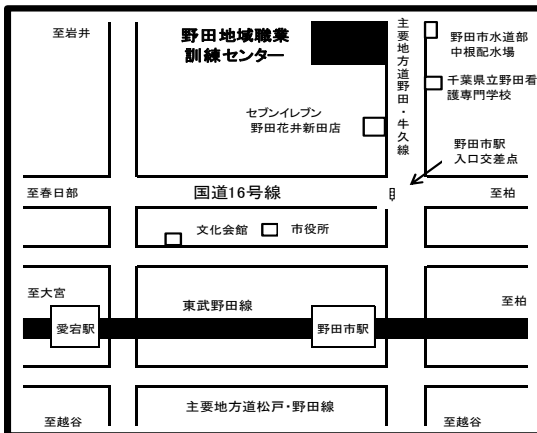 至岩井
野田地域職業
訓練センター
主要地方道野田・牛久線
野田市水道部
中根配水場
千葉県立野田看
護専門学校
セブンイレブン
野田花井新田店
野田市駅
入口交差点
至春日部
国道16号線
至柏
文化会館
市役所
至大宮
東武野田線
至柏
愛宕駅
野田市駅
主要地方道松戸・野田線
至越谷
至越谷